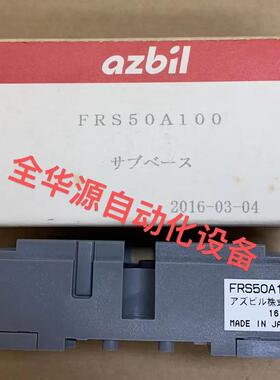 azbil
FRS50A100
サブベース
全华源自动化设备
2016-03-04
FRS50A1
アズビル株式
16
MADE IN JA